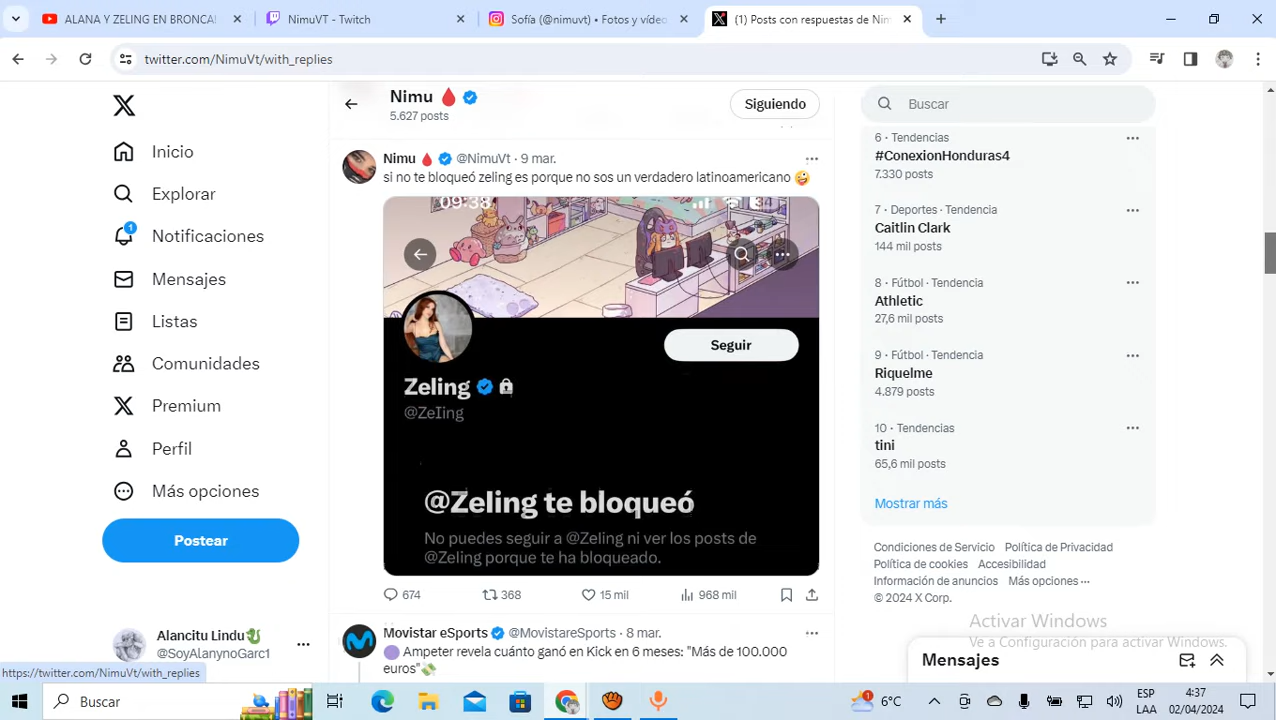 ALANA Y ZELING EN BRONCA!
NimuVT - Twitch
Sofía (@nimuvt) • Fotos y vídeo
(1) Posts con respuestas de Nim
twitter.com/NimuVt/with_replies
Inicio
Explorar
1
Notificaciones
Mensajes
Listas
Comunidades
Premium
Perfil
Más opciones
Postear
Alancitu Lindu
@SoyAlanynoGarc1
https://twitter.com/NimuVt/with_replies
Nimu
5.627 posts
Siguiendo
Nimu @NimuVt · 9 mar.
si no te bloqueó zeling es porque no sos un verdadero latinoamericano
09:38
Seguir
Zeling
@ZeIing
@Zeling te bloqueó
No puedes seguir a @Zeling ni ver los posts de
@Zeling porque te ha bloqueado.
674 368 15 mil 968 mil
Movistar eSports @MovistareSports · 8 mar.
Ampeter revela cuánto ganó en Kick en 6 meses: "Más de 100.000
euros"
Buscar
6 · Tendencias
#ConexionHonduras4
7.330 posts
7 · Deportes · Tendencia
Caitlin Clark
144 mil posts
8 · Fútbol · Tendencia
Athletic
27,6 mil posts
9 · Fútbol · Tendencia
Riquelme
4.879 posts
10 · Tendencias
tini
65,6 mil posts
Mostrar más
Condiciones de Servicio Política de Privacidad
Política de cookies Accesibilidad
Información de anuncios Más opciones ···
© 2024 X Corp.
Activar Windows
Ve a Configuración para activar Windows.
Mensajes
Buscar
6°C
ESP
LAA
4:37
02/04/2024